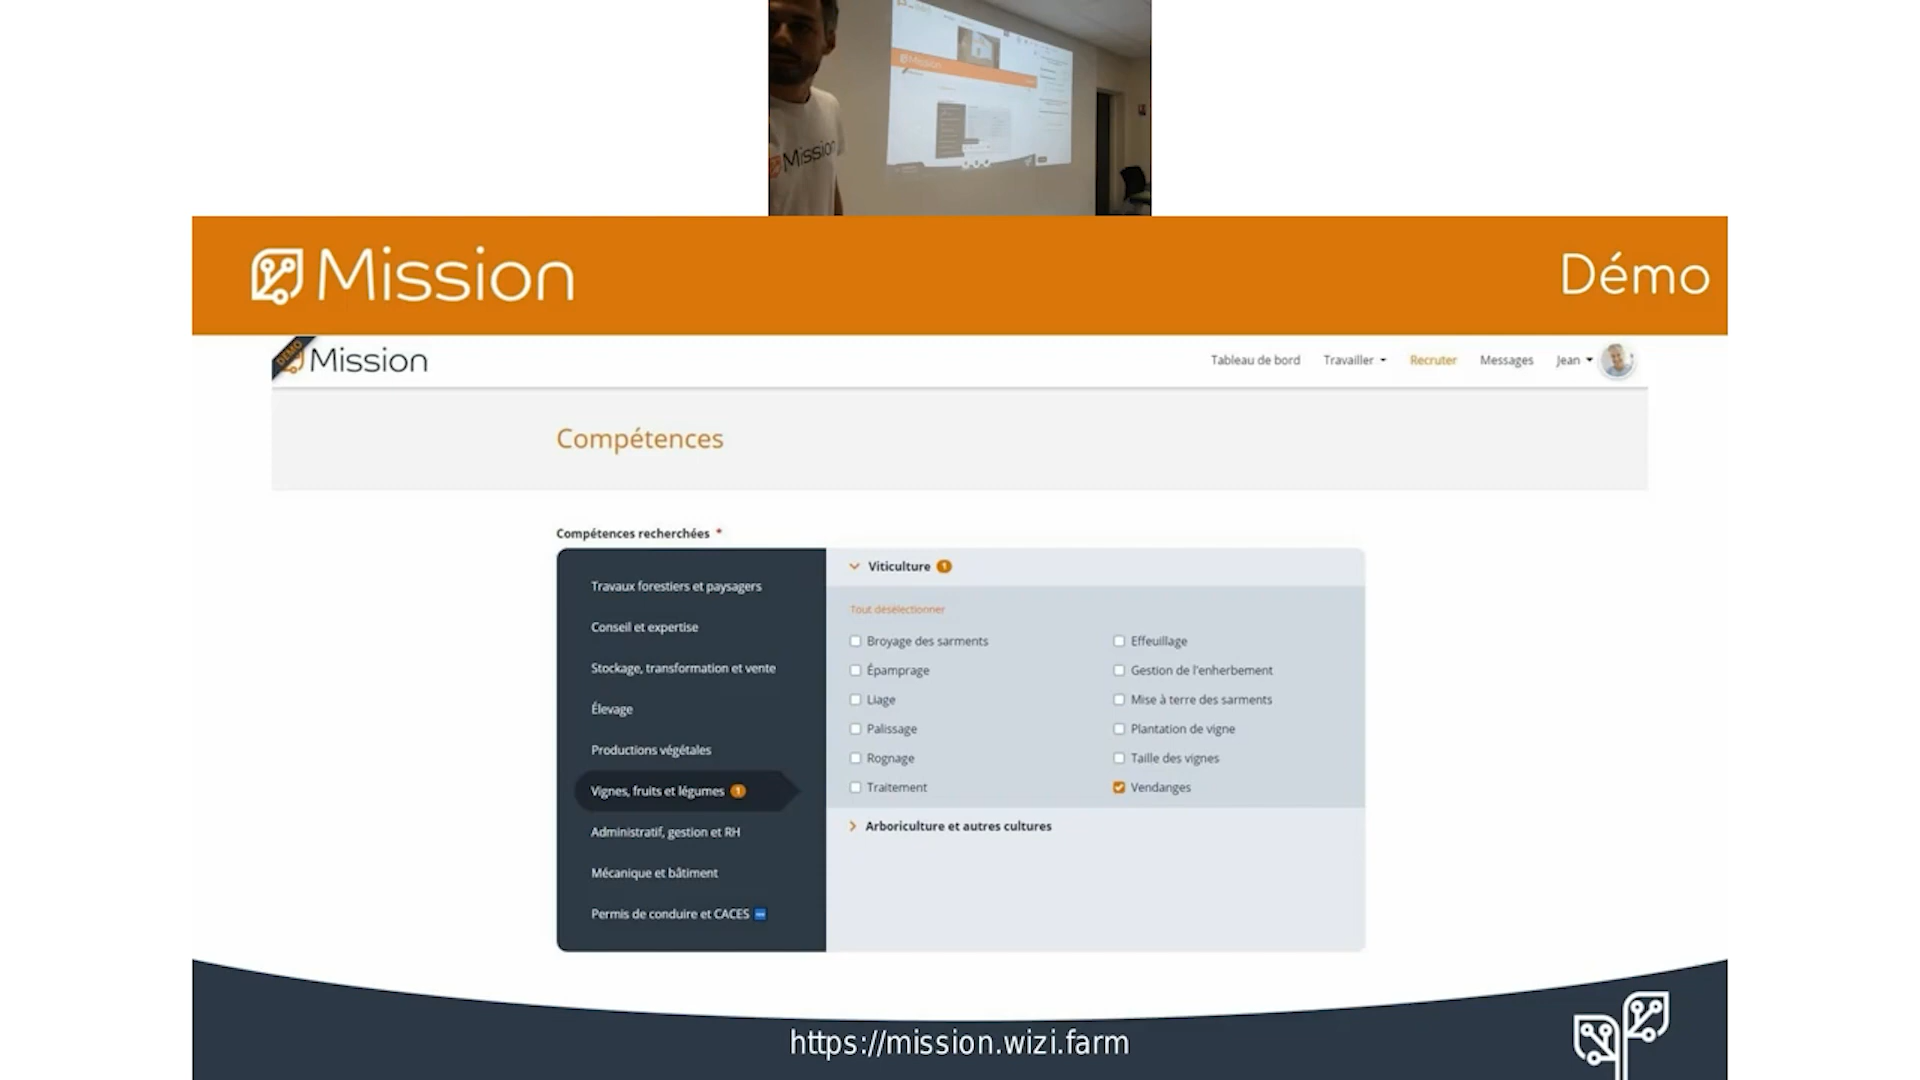 Mission
Mission
Mission
Démo
DEMO
Mission
Tableau de bord
Travailler
Recruter
Messages
Jean
Compétences
Compétences recherchées *
Travaux forestiers et paysagers
Conseil et expertise
Stockage, transformation et vente
Élevage
Productions végétales
Vignes, fruits et légumes 1
Administratif, gestion et RH
Mécanique et bâtiment
Permis de conduire et CACES
Viticulture 1
Tout désélectionner
Broyage des sarments
Effeuillage
Épamprage
Gestion de l'enherbement
Liage
Mise à terre des sarments
Palissage
Plantation de vigne
Rognage
Taille des vignes
Traitement
Vendanges
Arboriculture et autres cultures
https://mission.wizi.farm